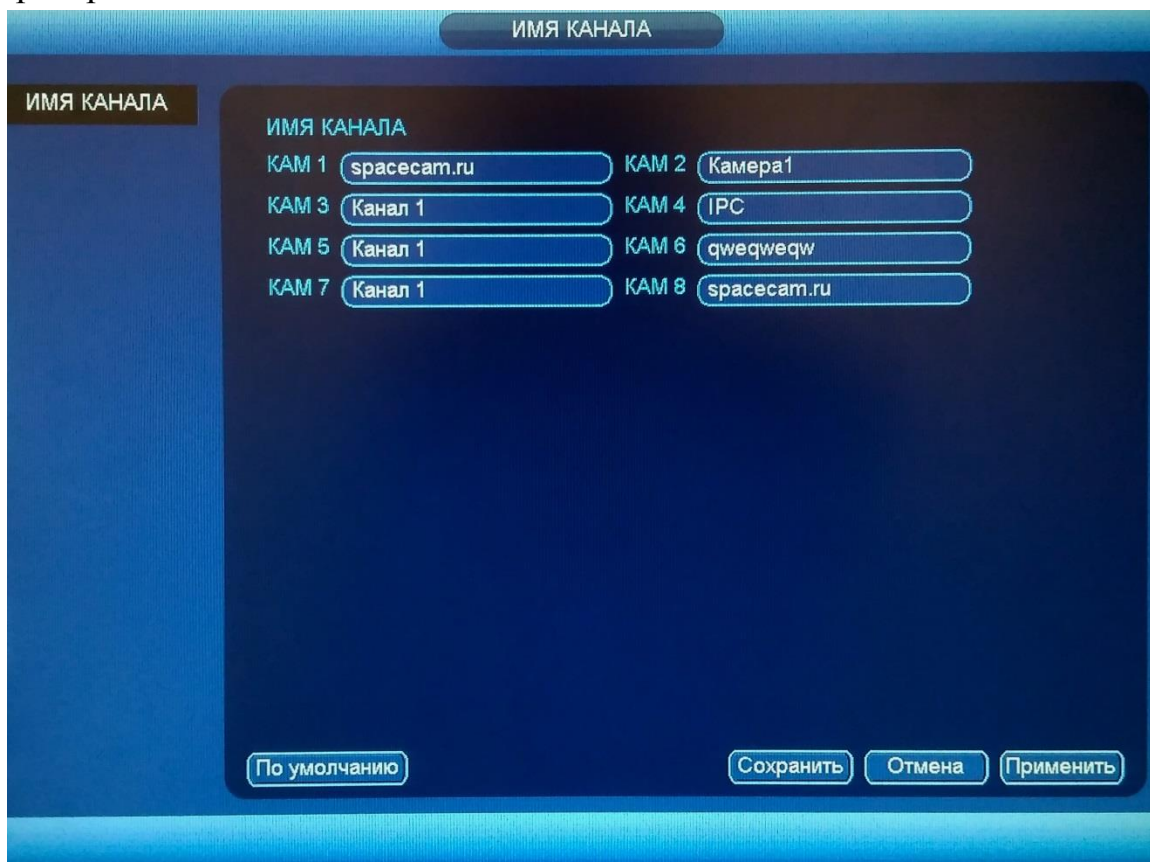 ИМЯ КАНАЛА
ИМЯ КАНАЛА
ИМЯ КАНАЛА
КАМ 1 spacecam.ru КАМ 2 Камера1
КАМ 3 Канал 1 КАМ 4 IPC
КАМ 5 Канал 1 КАМ 6 qweqweqw
КАМ 7 Канал 1 КАМ 8 spacecam.ru
По умолчанию Сохранить Отмена Применить